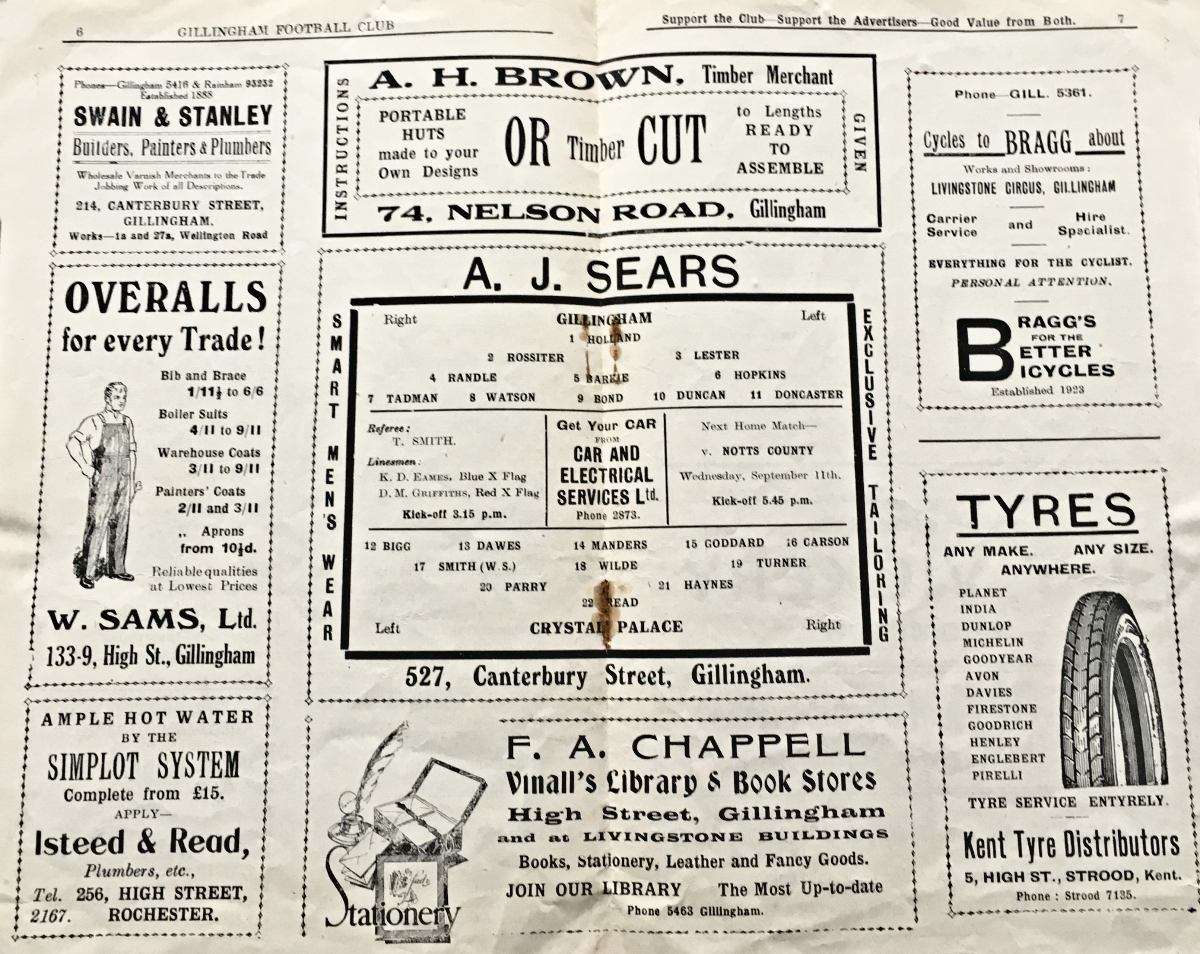 6
GILLINGHAM FOOTBALL CLUB
Support the Club—Support the Advertisers—Good Value from Both.
7
Phones—Gillingham 5416 & Rainham 93232
Established 1888
SWAIN & STANLEY
Builders, Painters & Plumbers
Wholesale Varnish Merchants to the Trade
Jobbing Work of all Descriptions.
214, CANTERBURY STREET,
GILLINGHAM.
Works—1a and 27a, Wellington Road
OVERALLS
for every Trade!
Bib and Brace
1/11½ to 6/6
Boiler Suits
4/11 to 9/11
Warehouse Coats
3/11 to 9/11
Painters' Coats
2/11 and 3/11
,, Aprons
from 10½d.
Reliable qualities
at Lowest Prices
W. SAMS, Ltd.
133-9, High St., Gillingham
AMPLE HOT WATER
BY THE
SIMPLOT SYSTEM
Complete from £15.
APPLY—
Isteed & Read,
Plumbers, etc.,
Tel. 256, HIGH STREET,
2167. ROCHESTER.
A. H. BROWN, Timber Merchant
INSTRUCTIONS
PORTABLE
HUTS
made to your
Own Designs
OR Timber CUT
to Lengths
READY
TO
ASSEMBLE
GIVEN
74, NELSON ROAD, Gillingham
A. J. SEARS
SMART MEN'S WEAR
Right GILLINGHAM Left
1 HOLLAND
2 ROSSITER 3 LESTER
4 RANDLE 5 BARKIE 6 HOPKINS
7 TADMAN 8 WATSON 9 BOND 10 DUNCAN 11 DONCASTER
Referee:
T. SMITH.
Linesmen:
K. D. EAMES, Blue X Flag
D. M. GRIFFITHS, Red X Flag
Kick-off 3.15 p.m.
Get Your CAR
FROM
CAR AND
ELECTRICAL
SERVICES Ltd.
Phone 2873.
Next Home Match—
v. NOTTS COUNTY
Wednesday, September 11th.
Kick-off 5.45 p.m.
12 BIGG 13 DAWES 14 MANDERS 15 GODDARD 16 CARSON
17 SMITH (W.S.) 18 WILDE 19 TURNER
20 PARRY 21 HAYNES
22 READ
Left CRYSTAL PALACE Right
EXCLUSIVE TAILORING
527, Canterbury Street, Gillingham.
Stationery
F. A. CHAPPELL
Vinall's Library & Book Stores
High Street, Gillingham
and at LIVINGSTONE BUILDINGS
Books, Stationery, Leather and Fancy Goods.
JOIN OUR LIBRARY The Most Up-to-date
Phone 5463 Gillingham.
Phone—GILL. 5361.
Cycles to BRAGG about
Works and Showrooms:
LIVINGSTONE CIRCUS, GILLINGHAM
Carrier
Service
and
Hire
Specialist.
EVERYTHING FOR THE CYCLIST.
PERSONAL ATTENTION.
BRAGG'S
FOR THE
BETTER
BICYCLES
Established 1923
TYRES
ANY MAKE. ANY SIZE.
ANYWHERE.
PLANET
INDIA
DUNLOP
MICHELIN
GOODYEAR
AVON
DAVIES
FIRESTONE
GOODRICH
HENLEY
ENGLEBERT
PIRELLI
TYRE SERVICE ENTYRELY.
Kent Tyre Distributors
5, HIGH ST., STROOD, Kent.
Phone : Strood 7135.